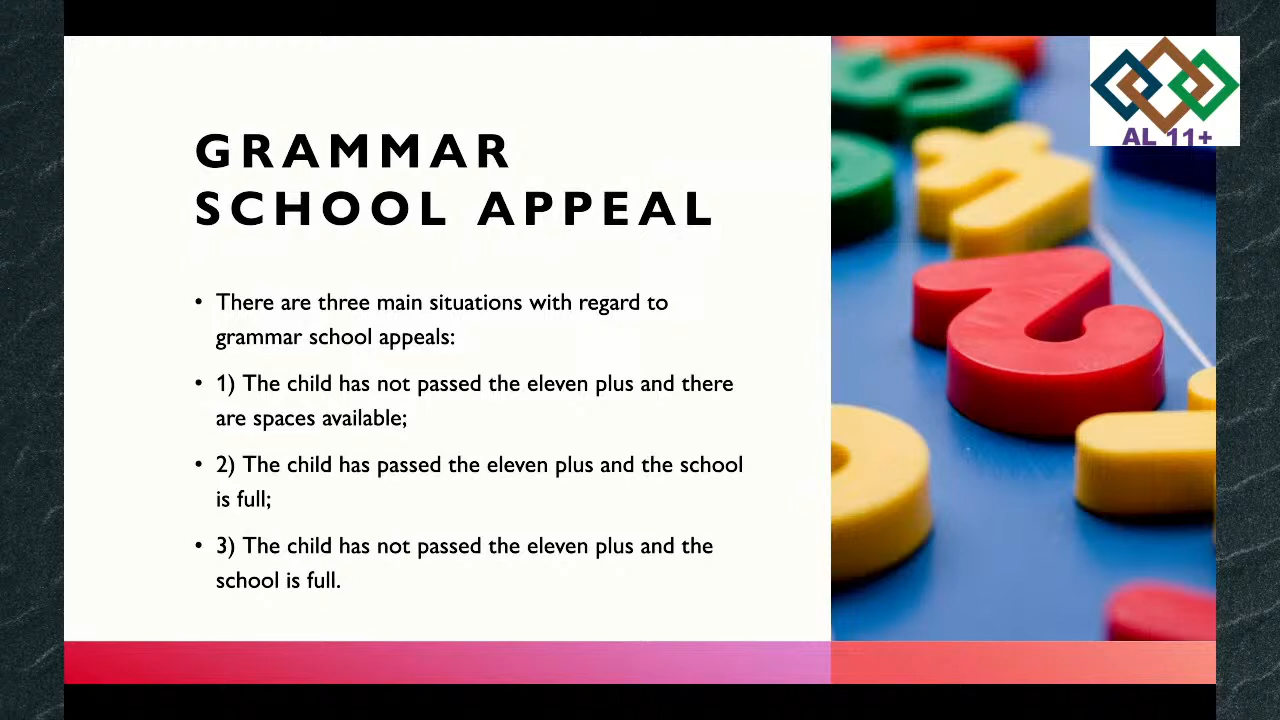 AL 11+
GRAMMAR
SCHOOL APPEAL
• There are three main situations with regard to
grammar school appeals:
• 1) The child has not passed the eleven plus and there
are spaces available;
• 2) The child has passed the eleven plus and the school
is full;
• 3) The child has not passed the eleven plus and the
school is full.